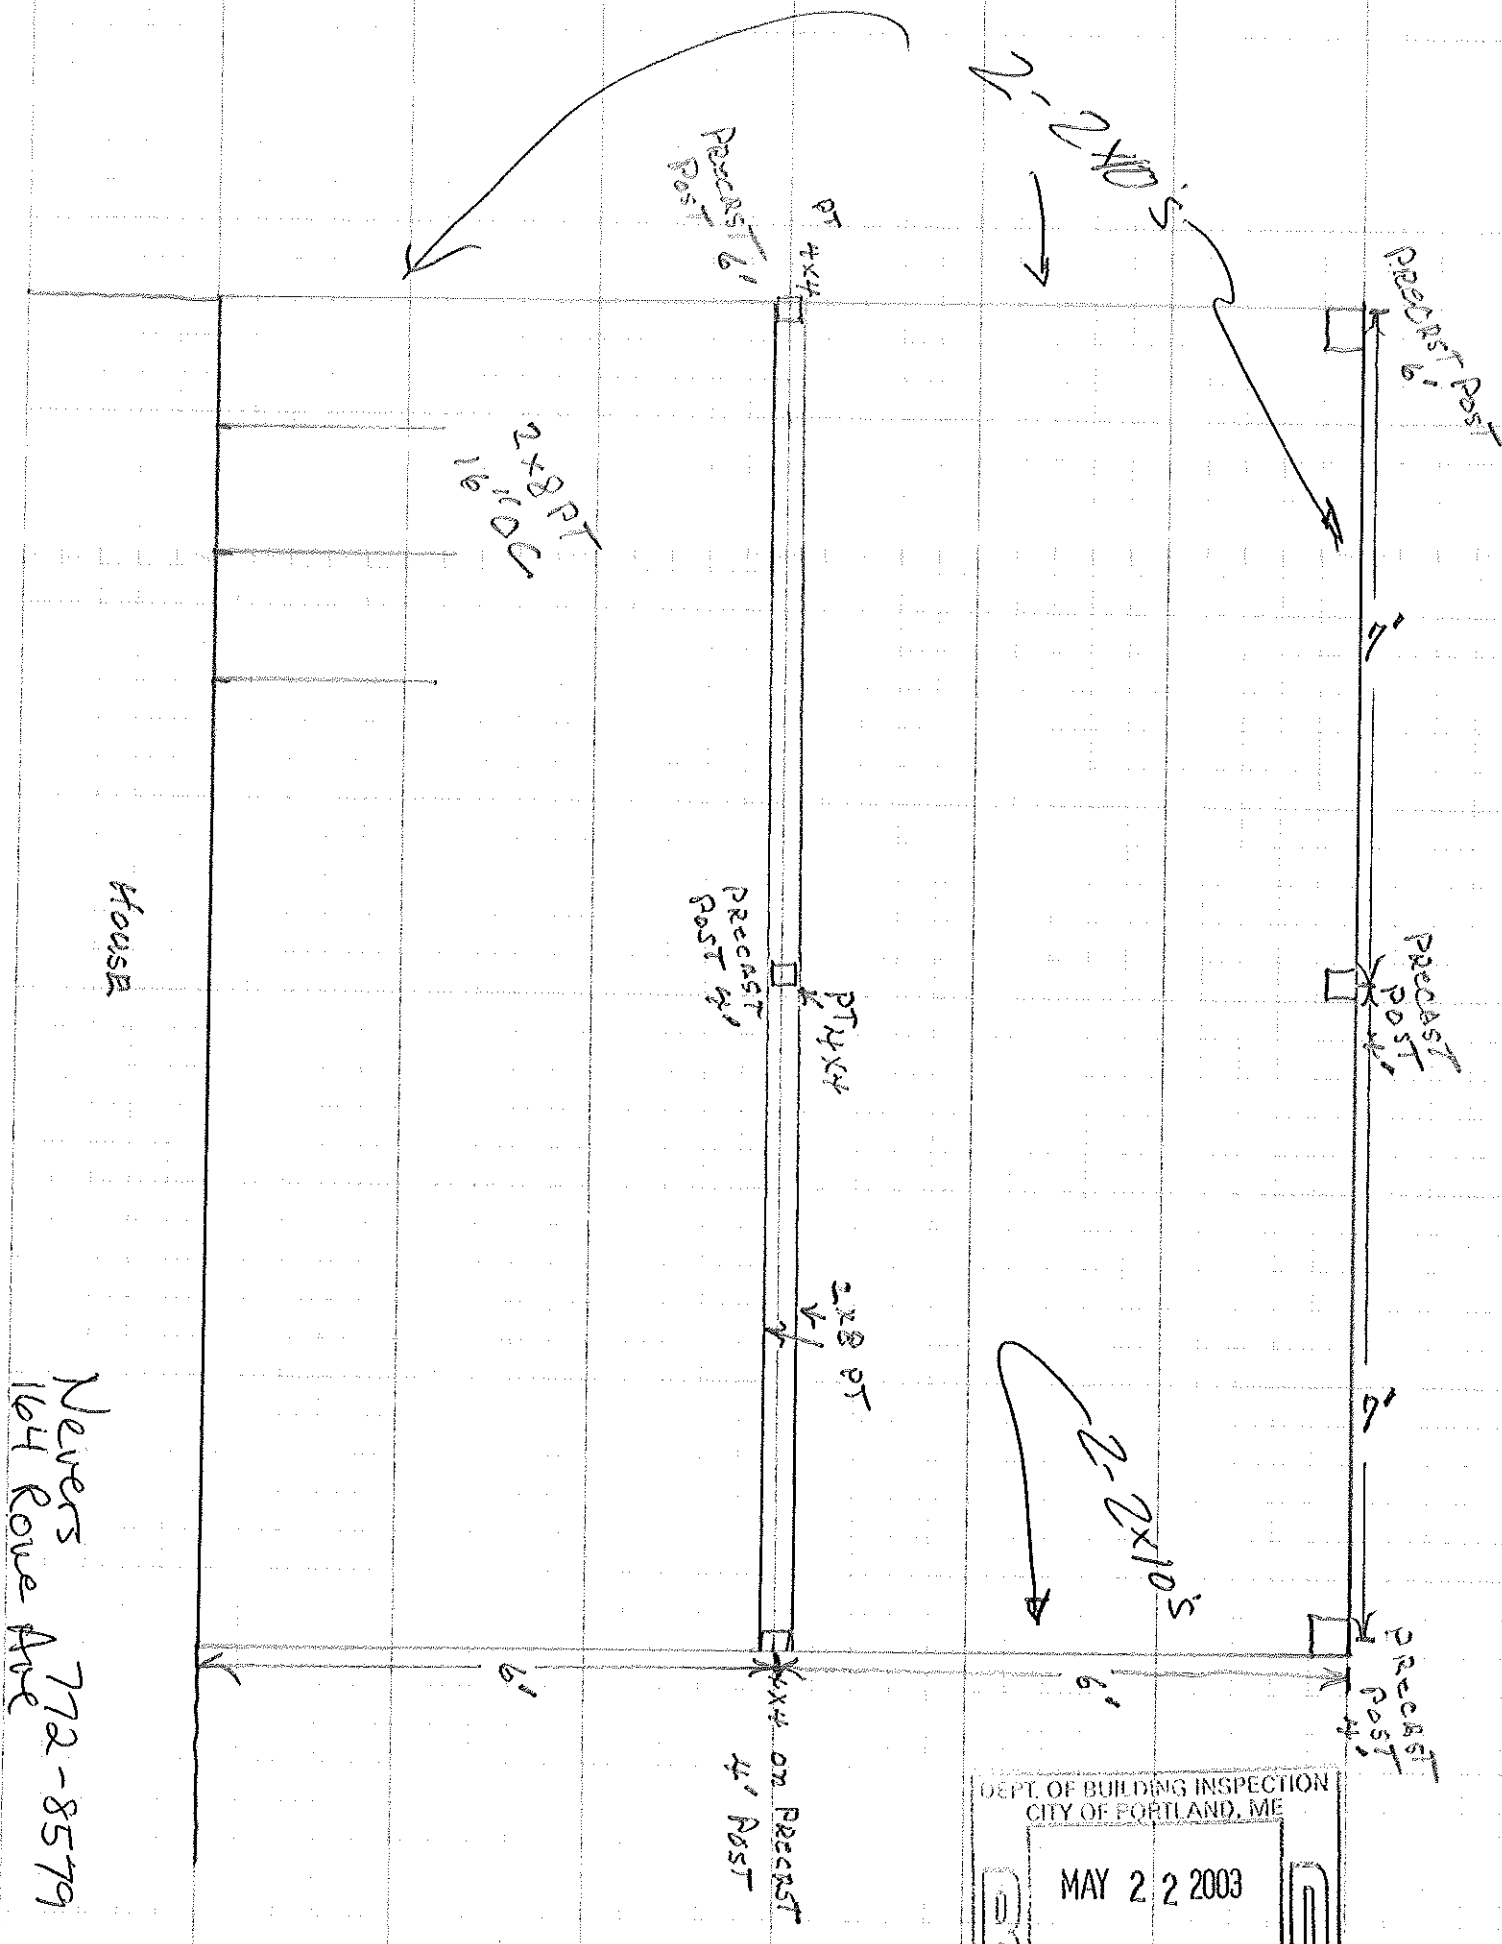 2-2x10's
PRECAST POST
6'
PT 4x4
PRECAST 6'
POST
2x8 PT
16" OC
7'
PRECAST
POST
4'
PT 4x4
PRECAST
POST 4'
House
2x8 PT
7'
2-2x10's
PRECAST
POST
4'
6'
6'
4x4 on PRECAST
4' POST
Nevers 772-8579
164 Rowe Ave
DEPT. OF BUILDING INSPECTION
CITY OF PORTLAND, ME
MAY 22 2003